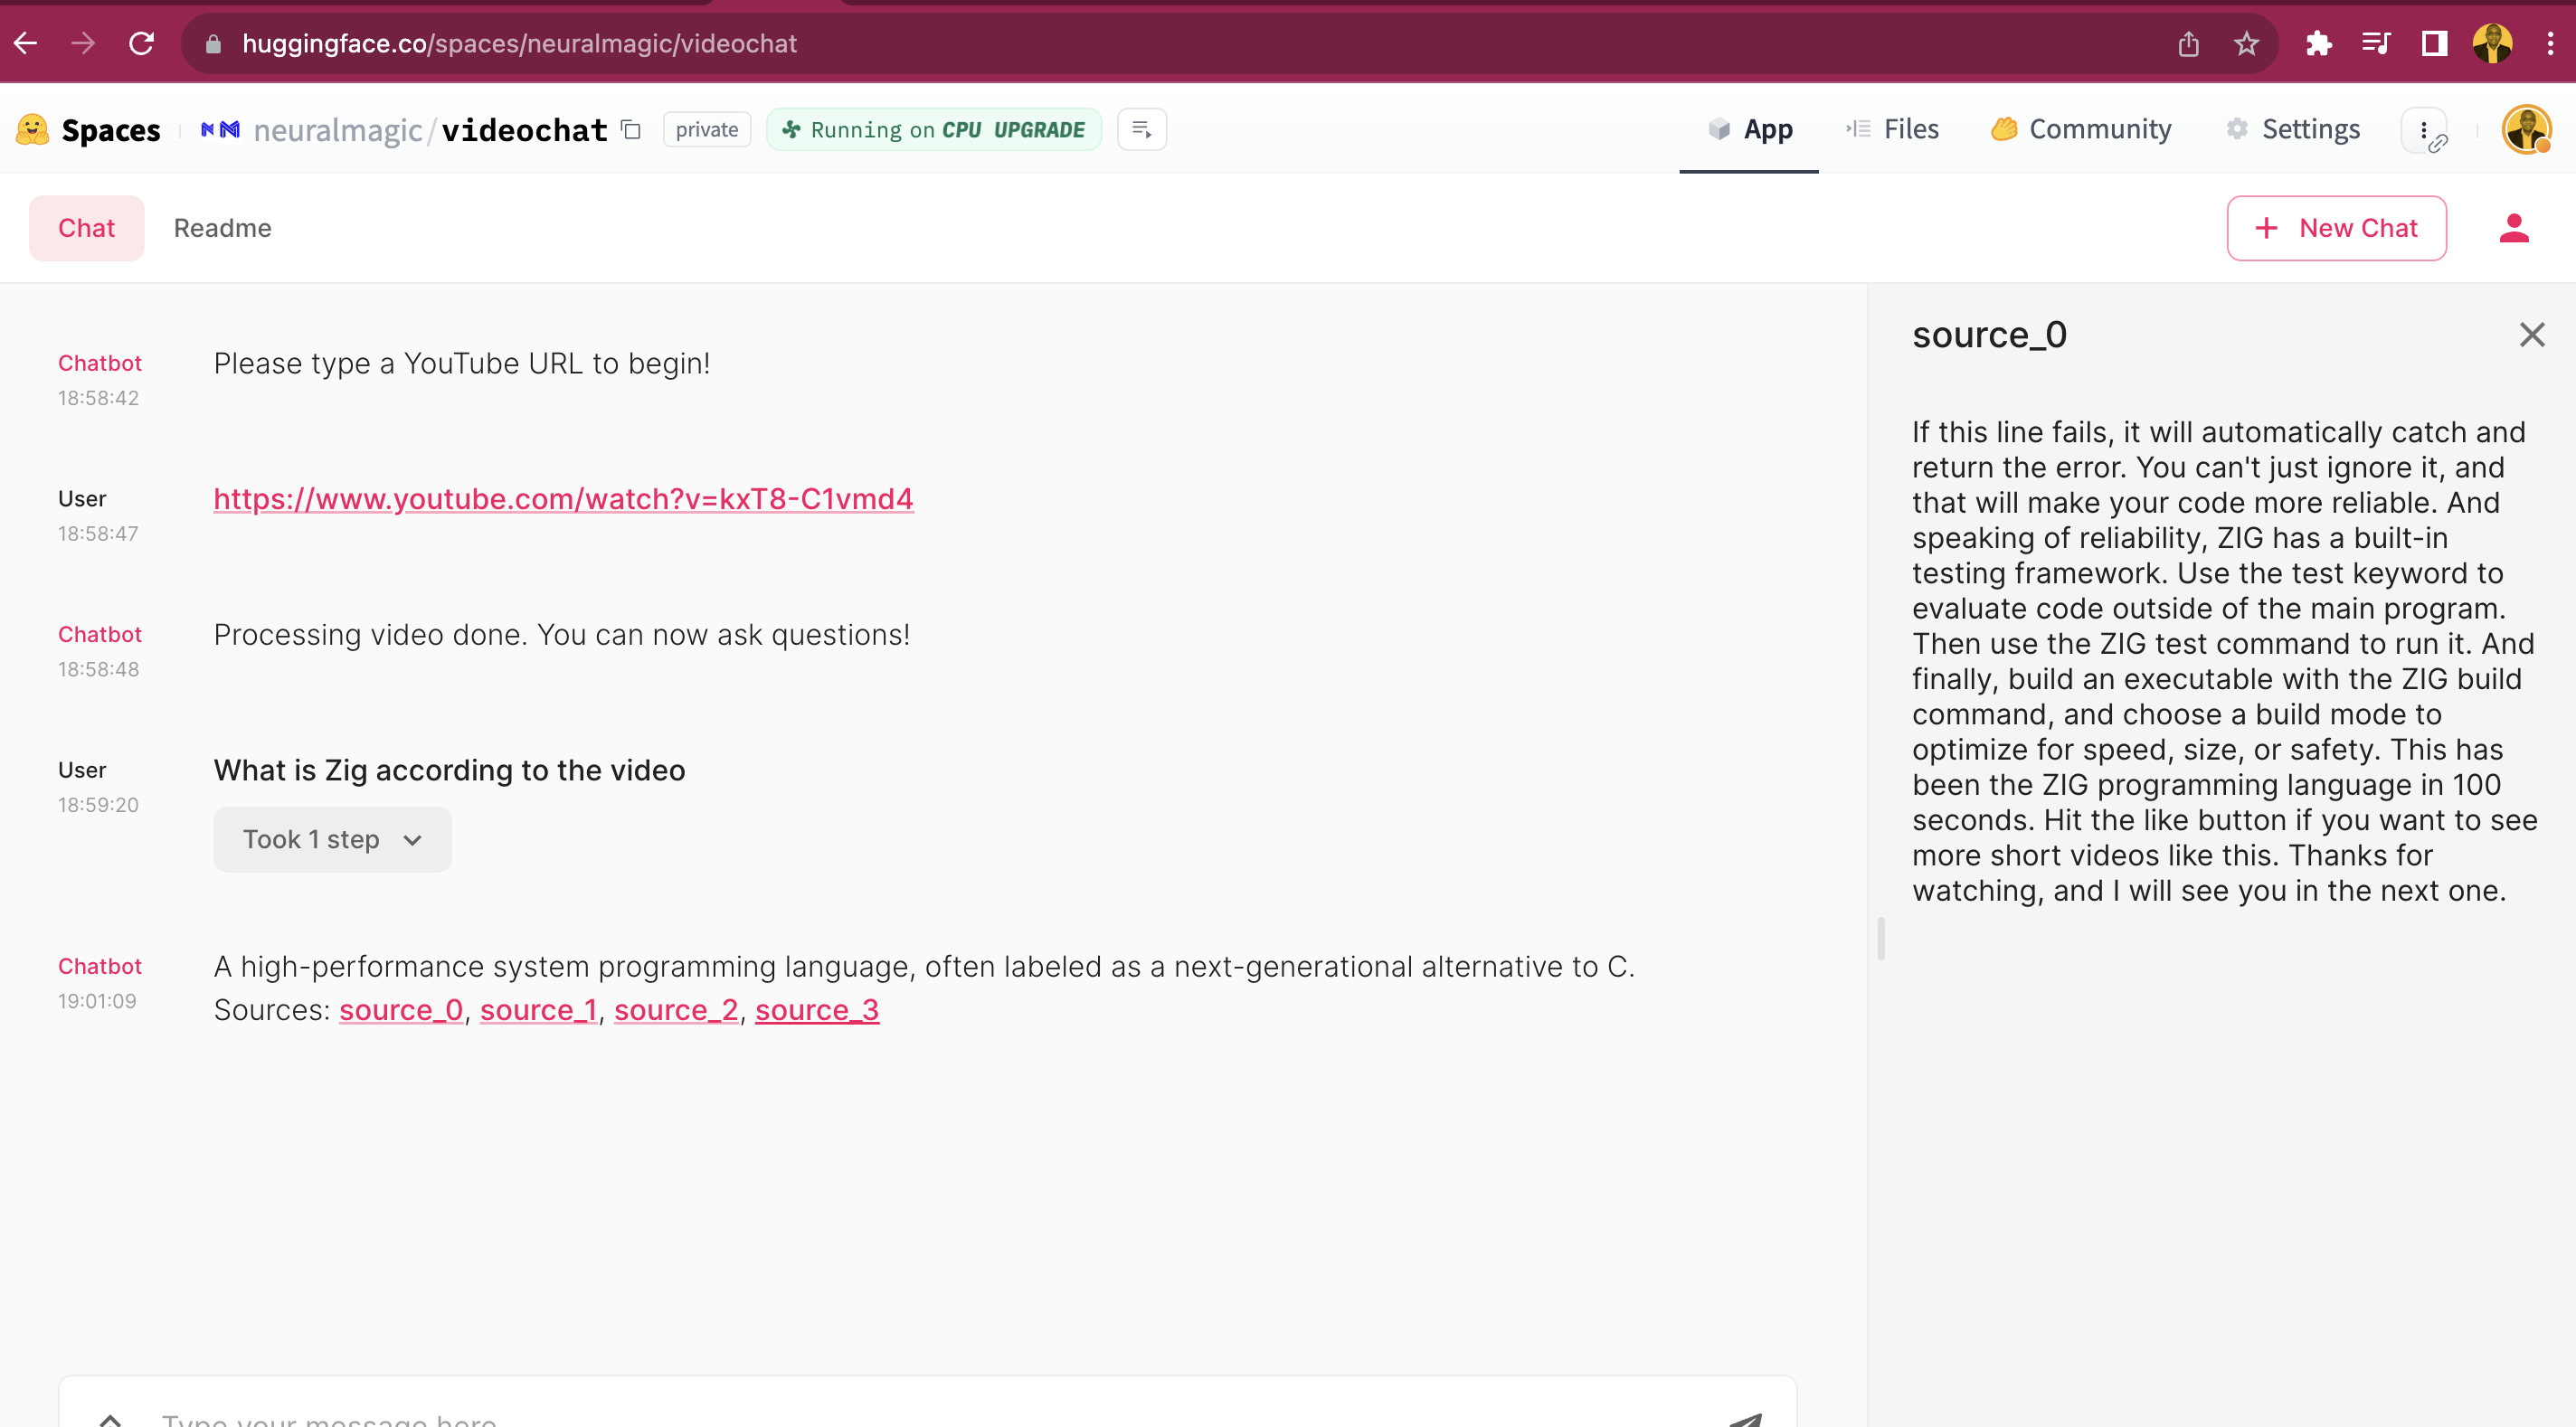 huggingface.co/spaces/neuralmagic/videochat
Spaces neuralmagic/videochat private Running on CPU UPGRADE App Files Community Settings
Chat Readme + New Chat
Chatbot Please type a YouTube URL to begin!
18:58:42
User https://www.youtube.com/watch?v=kxT8-C1vmd4
18:58:47
Chatbot Processing video done. You can now ask questions!
18:58:48
User What is Zig according to the video
18:59:20
Took 1 step
Chatbot A high-performance system programming language, often labeled as a next-generational alternative to C.
19:01:09 Sources: source_0, source_1, source_2, source_3
Type your message here
source_0
If this line fails, it will automatically catch and
return the error. You can't just ignore it, and
that will make your code more reliable. And
speaking of reliability, ZIG has a built-in
testing framework. Use the test keyword to
evaluate code outside of the main program.
Then use the ZIG test command to run it. And
finally, build an executable with the ZIG build
command, and choose a build mode to
optimize for speed, size, or safety. This has
been the ZIG programming language in 100
seconds. Hit the like button if you want to see
more short videos like this. Thanks for
watching, and I will see you in the next one.